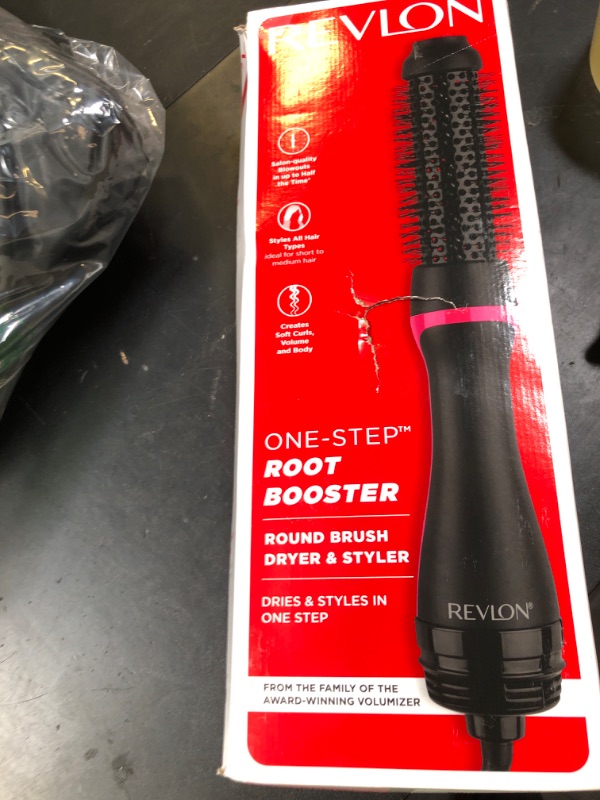 REVLON
Salon-quality
Blowouts
in up to Half
the Time*
Styles All Hair
Types
ideal for short to
medium hair
Creates
Soft Curls,
Volume
and Body
ONE-STEP™
ROOT
BOOSTER
ROUND BRUSH
DRYER & STYLER
DRIES & STYLES IN
ONE STEP
REVLON®
FROM THE FAMILY OF THE
AWARD-WINNING VOLUMIZER